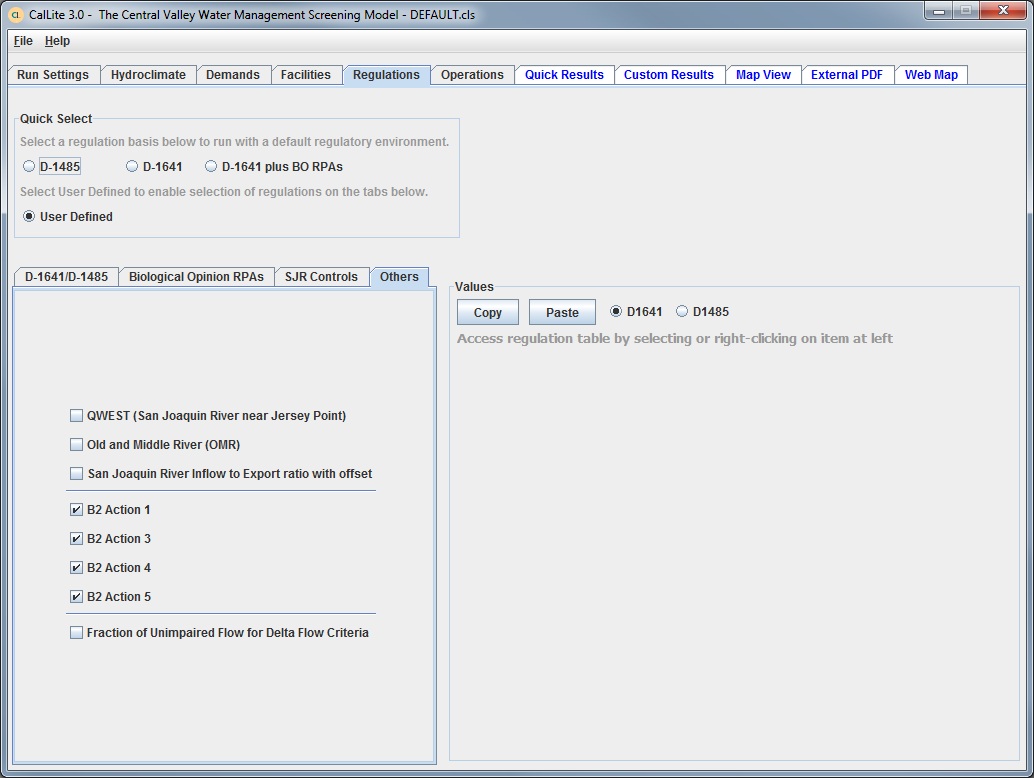 CL CalLite 3.0 - The Central Valley Water Management Screening Model - DEFAULT.cls
File Help
Run Settings Hydroclimate Demands Facilities Regulations Operations Quick Results Custom Results Map View External PDF Web Map
Quick Select
Select a regulation basis below to run with a default regulatory environment.
D-1485 D-1641 D-1641 plus BO RPAs
Select User Defined to enable selection of regulations on the tabs below.
User Defined
D-1641/D-1485 Biological Opinion RPAs SJR Controls Others
QWEST (San Joaquin River near Jersey Point)
Old and Middle River (OMR)
San Joaquin River Inflow to Export ratio with offset
B2 Action 1
B2 Action 3
B2 Action 4
B2 Action 5
Fraction of Unimpaired Flow for Delta Flow Criteria
Values
Copy Paste D1641 D1485
Access regulation table by selecting or right-clicking on item at left